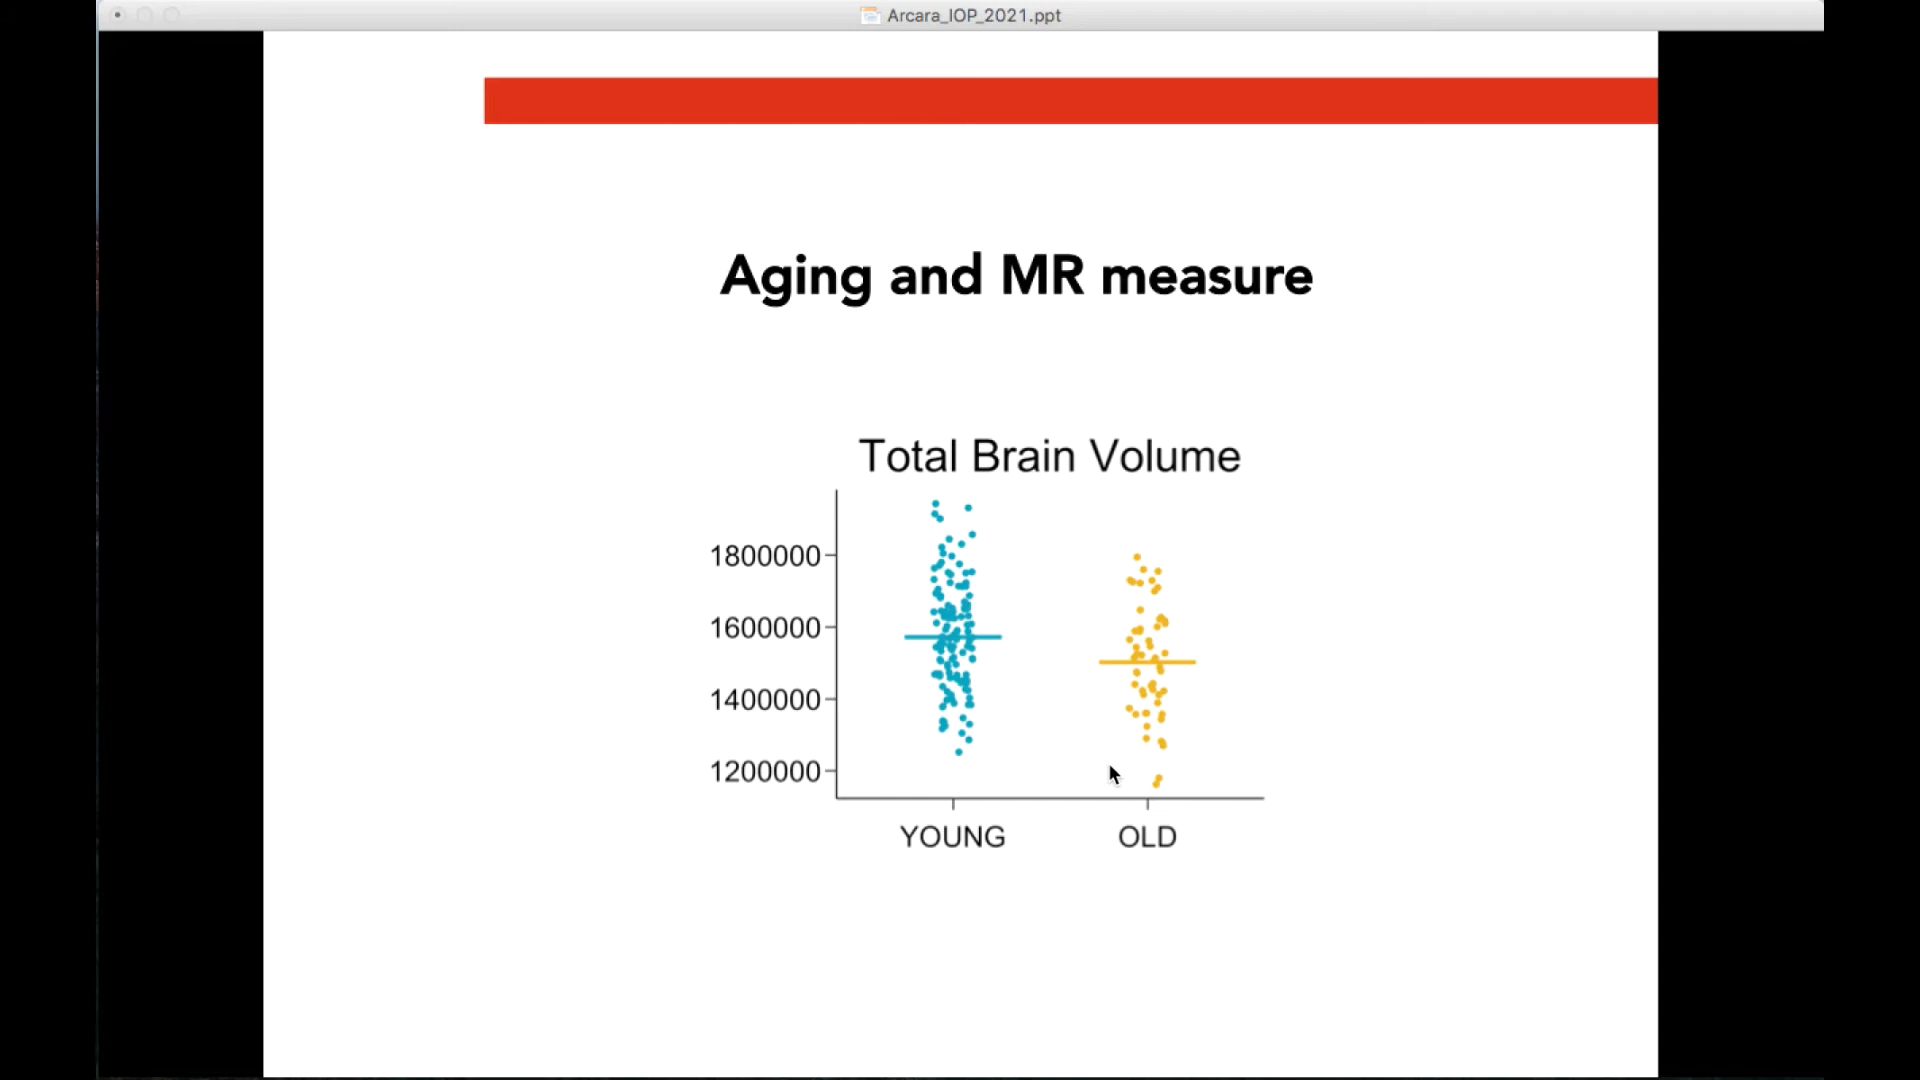 Arcara_IOP_2021.ppt
Aging and MR measure
Total Brain Volume
1800000
1600000
1400000
1200000
YOUNG
OLD